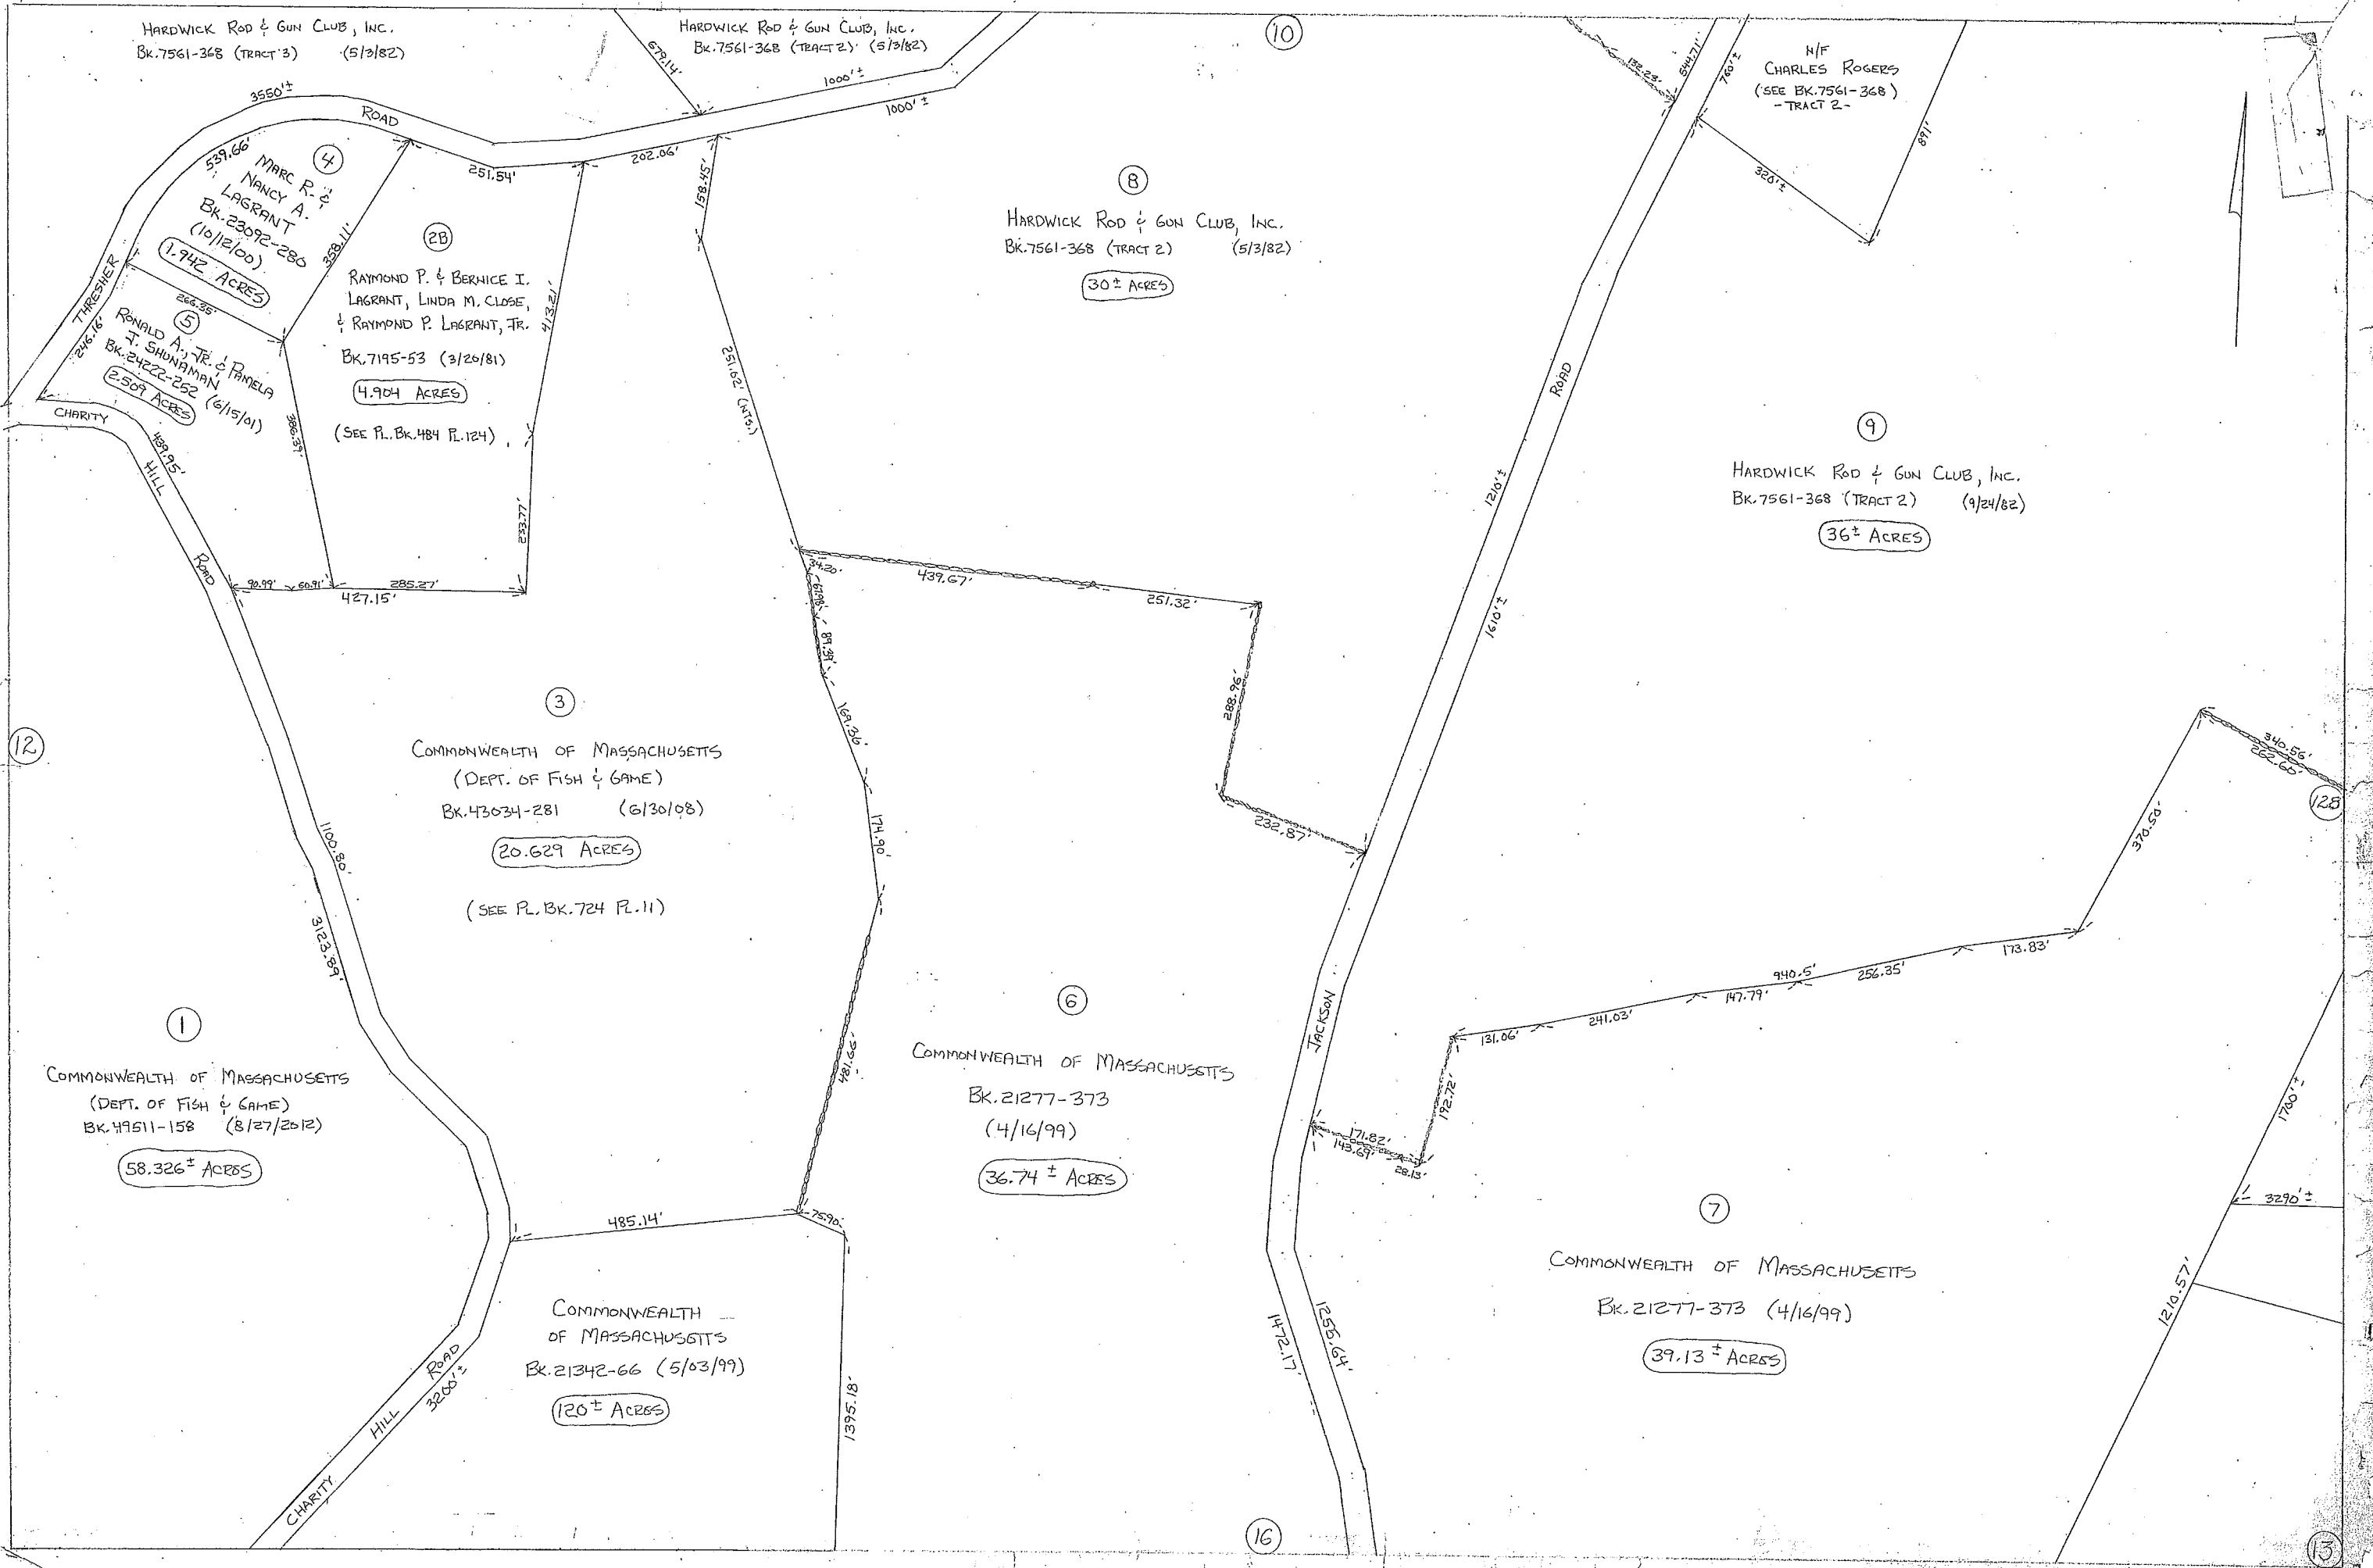 HARDWICK ROD & GUN CLUB, INC.
BK.7561-368 (TRACT 3) (5/3/82)
HARDWICK ROD & GUN CLUB, INC.
BK.7561-368 (TRACT 2) (5/3/82)
679.14'
1000'±
1000'±
10
132.23'
544.71'
760'±
N/F
CHARLES ROGERS
(SEE BK.7561-368)
-TRACT 2-
891'
320'±
3550'±
ROAD
THRESHER
539.66'
4
MARC R. &
NANCY A.
LAGRANT
BK.23092-280
(10/12/00)
1.942 ACRES
358.11'
251.54'
202.06'
158.45'
266.35'
246.16'
5
RONALD A., JR. & PAMELA
J. SHUNAMAN
BK.24222-252 (6/15/01)
2.509 ACRES
386.39'
2B
RAYMOND P. & BERNICE I.
LAGRANT, LINDA M. CLOSE,
& RAYMOND P. LAGRANT, JR.
BK.7195-53 (3/20/81)
4.904 ACRES
(SEE PL.BK.484 PL.124)
413.21'
233.77'
251.62' (NTS.)
8
HARDWICK ROD & GUN CLUB, INC.
BK.7561-368 (TRACT 2) (5/3/82)
30± ACRES
ROAD
1210'±
1610'±
9
HARDWICK ROD & GUN CLUB, INC.
BK.7561-368 (TRACT 2) (9/24/82)
36± ACRES
CHARITY
HILL
ROAD
439.95'
90.99'
60.91'
285.27'
427.15'
34.20'
67.98'
89.39'
169.36'
174.90'
439.67'
251.32'
288.96'
232.87'
12
3
COMMONWEALTH OF MASSACHUSETTS
(DEPT. OF FISH & GAME)
BK.43034-281 (6/30/08)
20.629 ACRES
(SEE PL.BK.724 PL.11)
1100.80'
3123.89'
340.56'
262.60'
128
370.50'
173.83'
256.35'
940.5'
147.79'
241.03'
131.06'
192.72'
171.82'
143.69'
28.13'
1
COMMONWEALTH OF MASSACHUSETTS
(DEPT. OF FISH & GAME)
BK.49511-158 (8/27/2012)
58.326± ACRES
481.66'
6
COMMONWEALTH OF MASSACHUSETTS
BK.21277-373
(4/16/99)
36.74± ACRES
JACKSON
1700'±
3290'±
1210.57'
485.14'
75.90'
7
COMMONWEALTH OF MASSACHUSETTS
BK.21277-373 (4/16/99)
39.13± ACRES
COMMONWEALTH
OF MASSACHUSETTS
BK.21342-66 (5/03/99)
120± ACRES
1395.18'
1472.17'
1255.64'
CHARITY
HILL
ROAD
3200'±
16
13